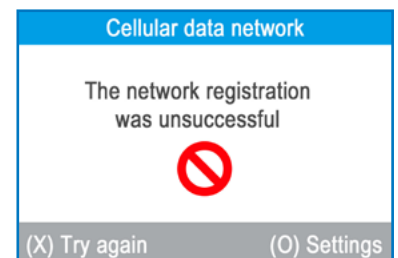 Cellular data network
The network registration
was unsuccessful
(X) Try again (O) Settings